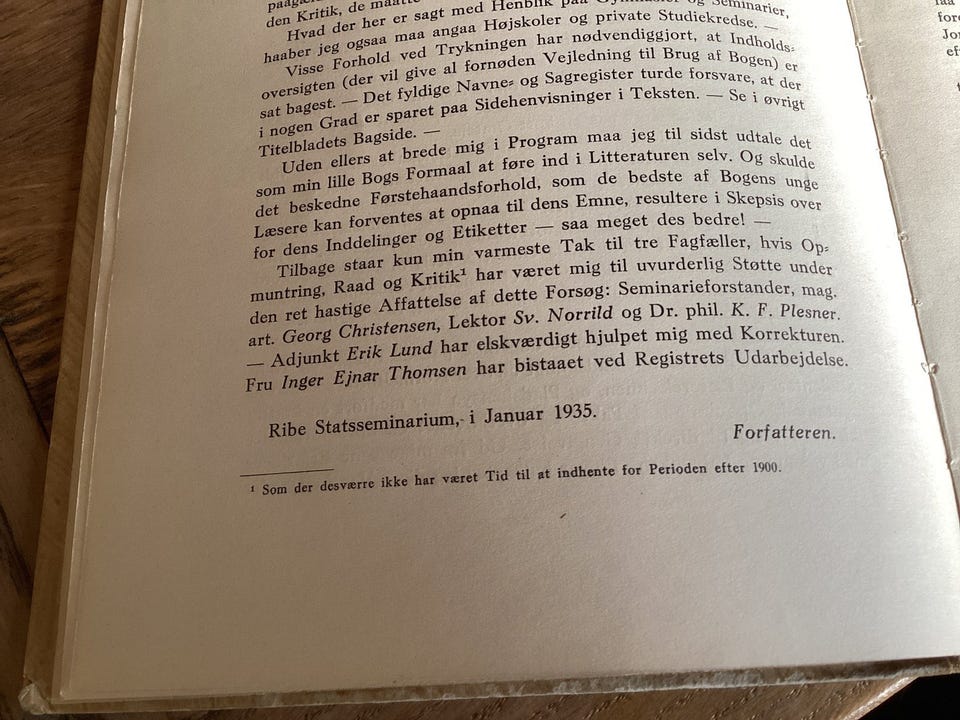 den Kritik, de maatte
Hvad der her er sagt med Henblik paa Gymnasier og Seminarier,
haaber jeg ogsaa maa angaa Højskoler og private Studiekredse. —
Visse Forhold ved Trykningen har nødvendiggjort, at Indholds-
oversigten (der vil give al fornøden Vejledning til Brug af Bogen) er
sat bagest. — Det fyldige Navne- og Sagregister turde forsvare, at der
i nogen Grad er sparet paa Sidehenvisninger i Teksten. — Se i øvrigt
Titelbladets Bagside. —
Uden ellers at brede mig i Program maa jeg til sidst udtale det
som min lille Bogs Formaal at føre ind i Litteraturen selv. Og skulde
det beskedne Førstehaandsforhold, som de bedste af Bogens unge
Læsere kan forventes at opnaa til dens Emne, resultere i Skepsis over
for dens Inddelinger og Etiketter — saa meget des bedre! —
Tilbage staar kun min varmeste Tak til tre Fagfæller, hvis Op-
muntring, Raad og Kritik¹ har været mig til uvurderlig Støtte under
den ret hastige Affattelse af dette Forsøg: Seminarieforstander, mag.
art. Georg Christensen, Lektor Sv. Norrild og Dr. phil. K. F. Plesner.
— Adjunkt Erik Lund har elskværdigt hjulpet mig med Korrekturen.
Fru Inger Ejnar Thomsen har bistaaet ved Registrets Udarbejdelse.
Ribe Statsseminarium, i Januar 1935.
Forfatteren.
¹ Som der desværre ikke har været Tid til at indhente for Perioden efter 1900.